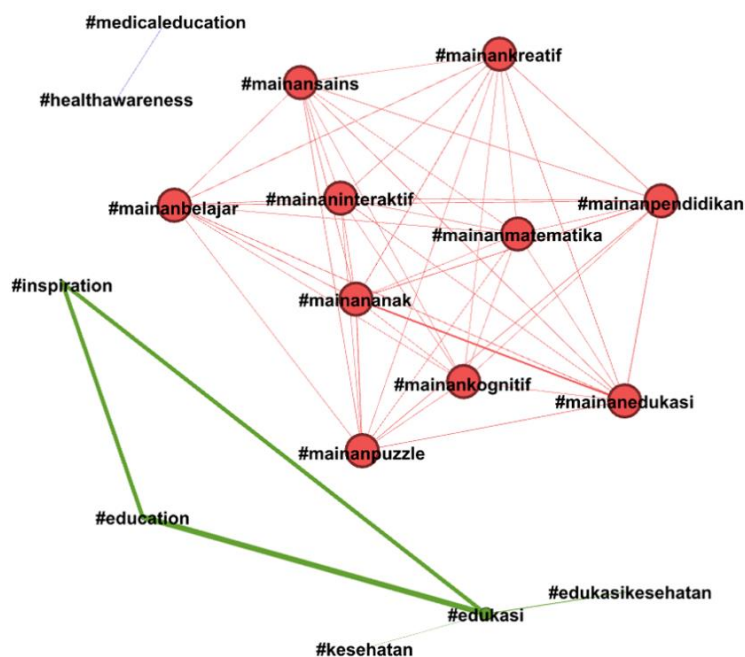 #medicaleducation
#mainankreatif
#mainansains
#healthawareness
#mainaninteraktif
#mainanpendidikan
#mainanbelajar
#mainanmatematika
#inspiration
#mainananak
#mainankognitif
#mainanedukasi
#mainanpuzzle
#education
#edukasikesehatan
#edukasi
#kesehatan